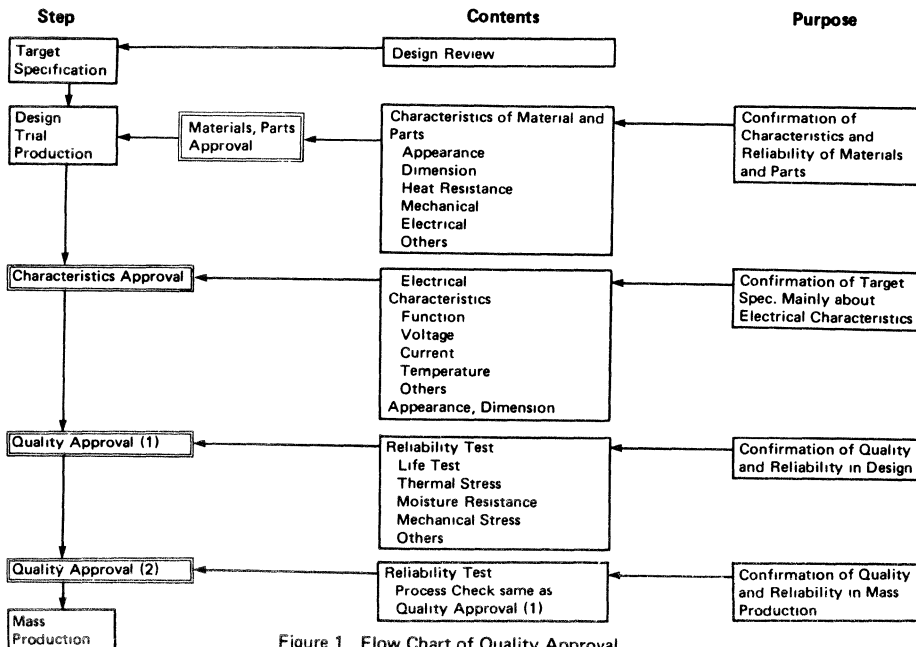 Step
Contents
Purpose
Target
Specification
Design Review
Design
Trial
Production
Materials, Parts
Approval
Characteristics of Material and
Parts
Appearance
Dimension
Heat Resistance
Mechanical
Electrical
Others
Confirmation of
Characteristics and
Reliability of Materials
and Parts
Characteristics Approval
Electrical
Characteristics
Function
Voltage
Current
Temperature
Others
Appearance, Dimension
Confirmation of Target
Spec. Mainly about
Electrical Characteristics
Quality Approval (1)
Reliability Test
Life Test
Thermal Stress
Moisture Resistance
Mechanical Stress
Others
Confirmation of Quality
and Reliability in Design
Quality Approval (2)
Reliability Test
Process Check same as
Quality Approval (1)
Confirmation of Quality
and Reliability in Mass
Production
Mass
Production
Figure 1 Flow Chart of Quality Approval